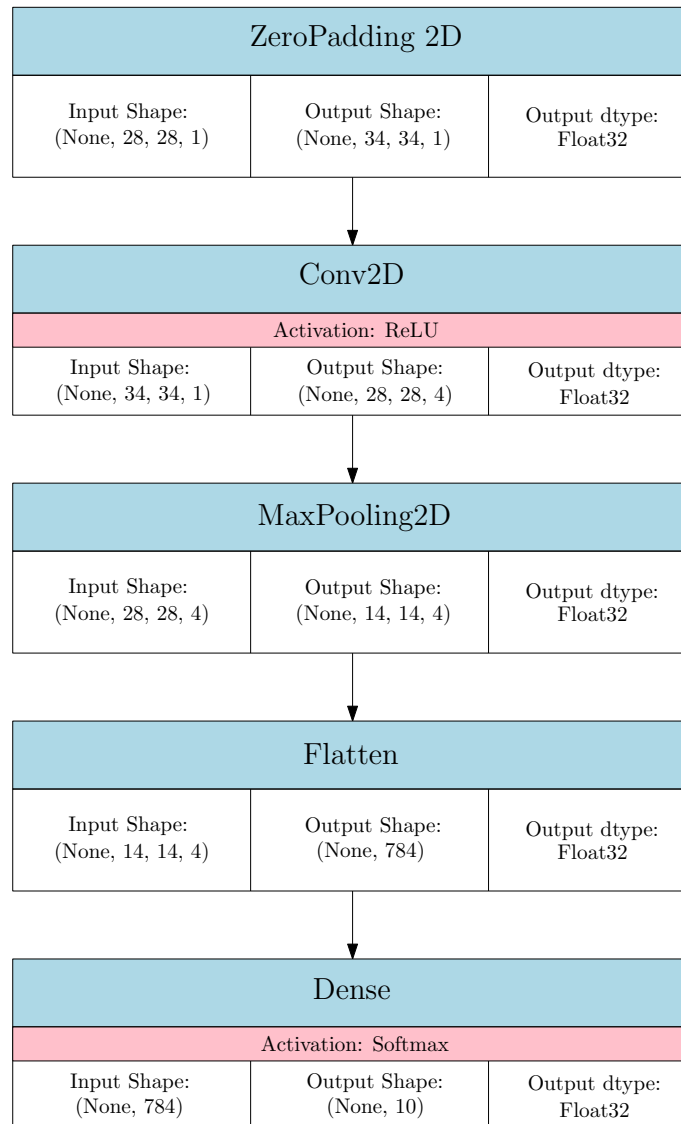 ZeroPadding 2D
Input Shape:
(None, 28, 28, 1)
Output Shape:
(None, 34, 34, 1)
Output dtype:
Float32
Conv2D
Activation: ReLU
Input Shape:
(None, 34, 34, 1)
Output Shape:
(None, 28, 28, 4)
Output dtype:
Float32
MaxPooling2D
Input Shape:
(None, 28, 28, 4)
Output Shape:
(None, 14, 14, 4)
Output dtype:
Float32
Flatten
Input Shape:
(None, 14, 14, 4)
Output Shape:
(None, 784)
Output dtype:
Float32
Dense
Activation: Softmax
Input Shape:
(None, 784)
Output Shape:
(None, 10)
Output dtype:
Float32